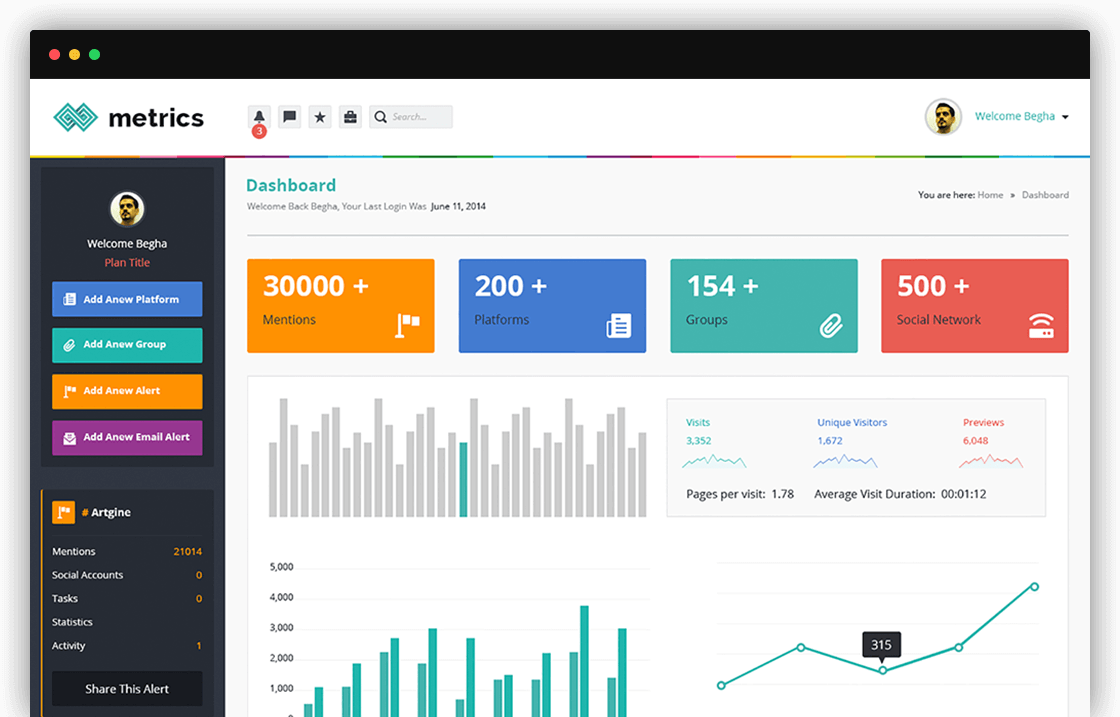 metrics
3
Search...
Welcome Begha
Welcome Begha
Plan Title
Add Anew Platform
Add Anew Group
Add Anew Alert
Add Anew Email Alert
# Artgine
Mentions 21014
Social Accounts 0
Tasks 0
Statistics
Activity 1
Share This Alert
Dashboard
Welcome Back Begha, Your Last Login Was June 11, 2014
You are here: Home » Dashboard
30000 +
Mentions
200 +
Platforms
154 +
Groups
500 +
Social Network
Visits
3,352
Unique Visitors
1,672
Previews
6,048
Pages per visit: 1.78 Average Visit Duration: 00:01:12
5,000
4,000
3,000
2,000
1,000
315